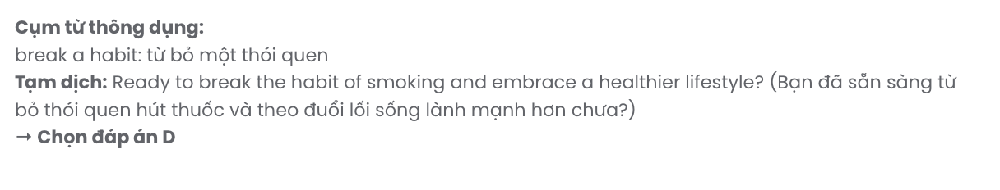 Cụm từ thông dụng:
break a habit: từ bỏ một thói quen
Tạm dịch: Ready to break the habit of smoking and embrace a healthier lifestyle? (Bạn đã sẵn sàng từ
bỏ thói quen hút thuốc và theo đuổi lối sống lành mạnh hơn chưa?)
→ Chọn đáp án D